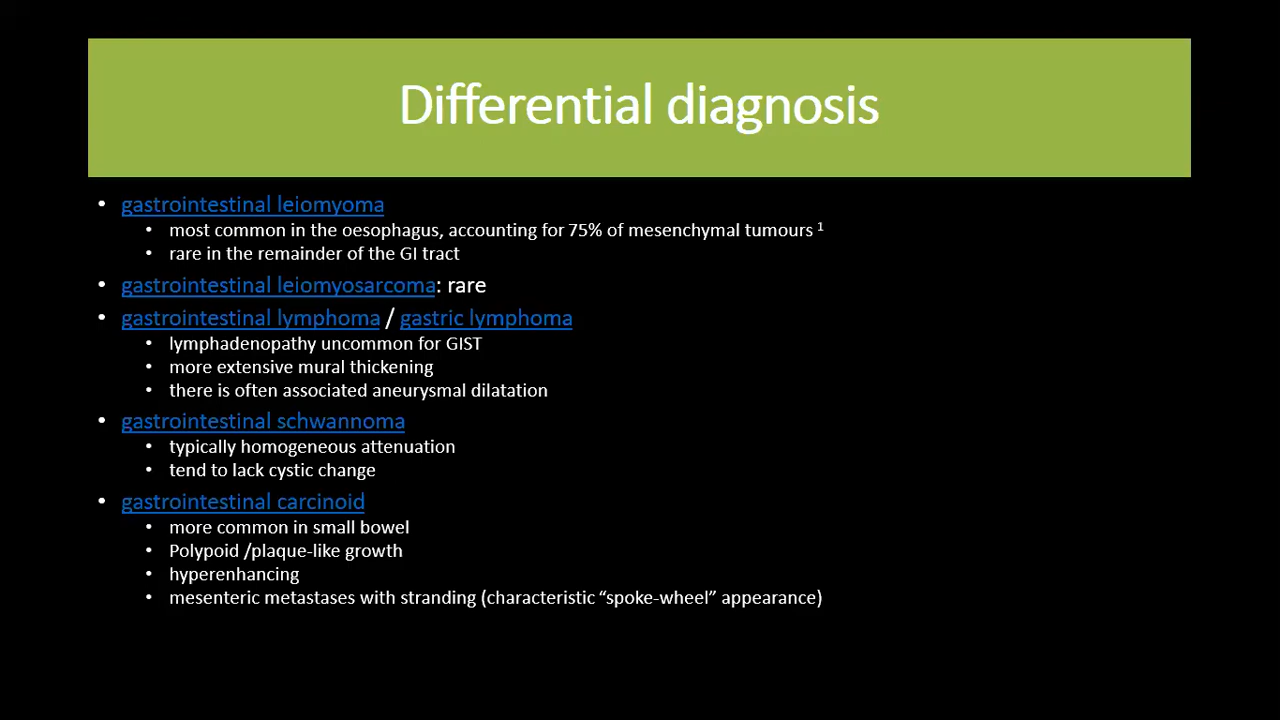 Differential diagnosis
• gastrointestinal leiomyoma
• most common in the oesophagus, accounting for 75% of mesenchymal tumours ¹
• rare in the remainder of the GI tract
• gastrointestinal leiomyosarcoma: rare
• gastrointestinal lymphoma / gastric lymphoma
• lymphadenopathy uncommon for GIST
• more extensive mural thickening
• there is often associated aneurysmal dilatation
• gastrointestinal schwannoma
• typically homogeneous attenuation
• tend to lack cystic change
• gastrointestinal carcinoid
• more common in small bowel
• Polypoid /plaque-like growth
• hyperenhancing
• mesenteric metastases with stranding (characteristic “spoke-wheel” appearance)